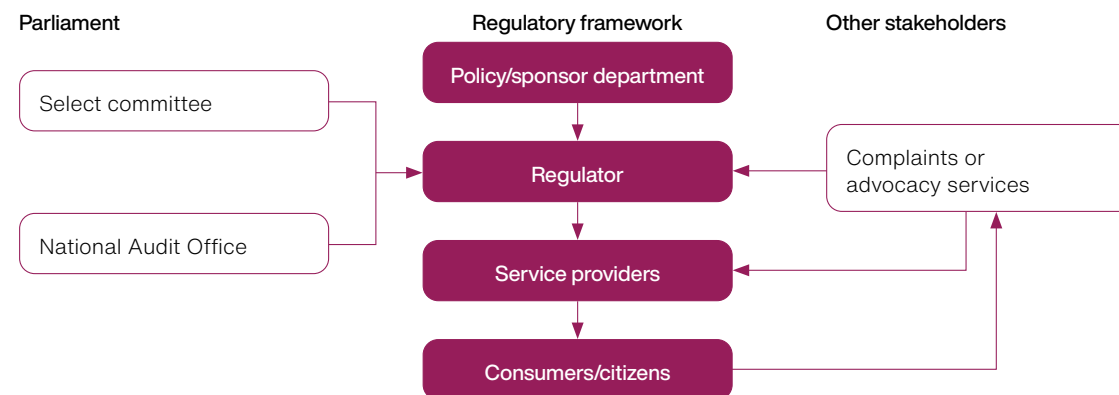 Parliament
Regulatory framework
Other stakeholders
Policy/sponsor department
Select committee
Regulator
Complaints or
advocacy services
National Audit Office
Service providers
Consumers/citizens